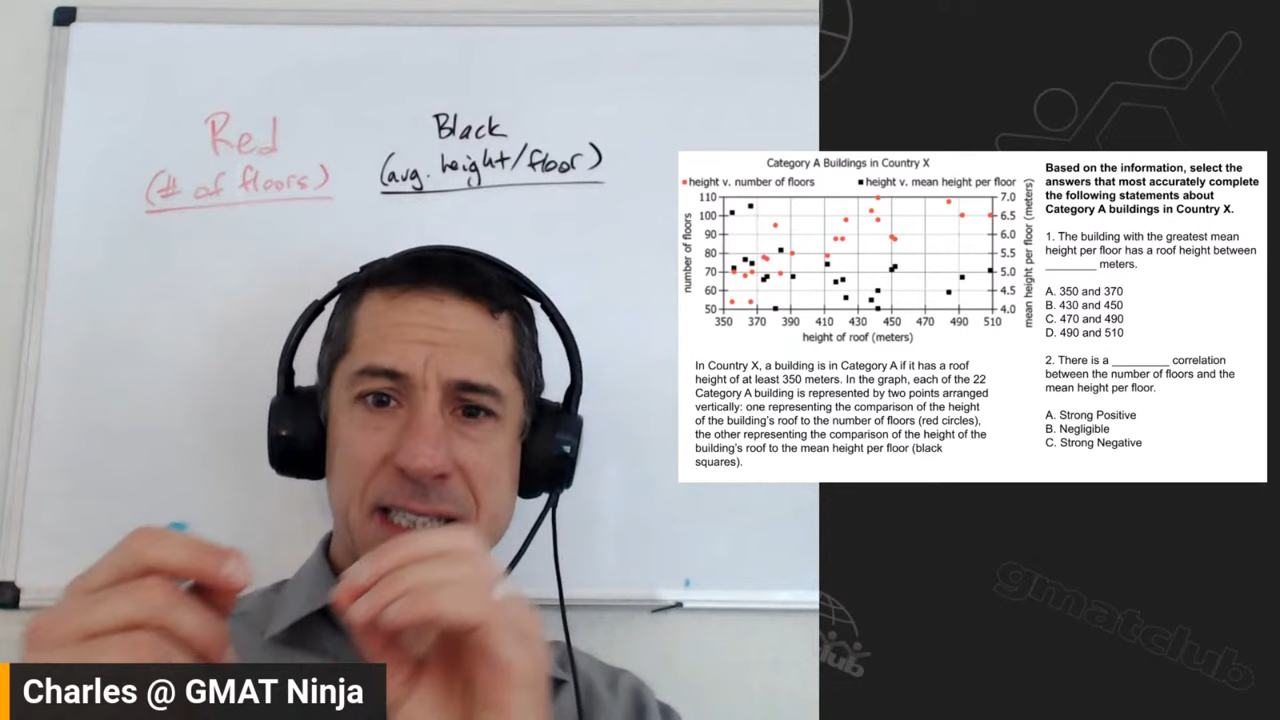 Red
(# of floors)
Black
(avg. height/floor)
Category A Buildings in Country X
height v. number of floors
height v. mean height per floor
number of floors
110
100
90
80
70
60
50
7.0
6.5
6.0
5.5
5.0
4.5
4.0
mean height per floor (meters)
350 370 390 410 430 450 470 490 510
height of roof (meters)
In Country X, a building is in Category A if it has a roof
height of at least 350 meters. In the graph, each of the 22
Category A building is represented by two points arranged
vertically: one representing the comparison of the height
of the building's roof to the number of floors (red circles),
the other representing the comparison of the height of the
building's roof to the mean height per floor (black
squares).
Based on the information, select the
answers that most accurately complete
the following statements about
Category A buildings in Country X.
1. The building with the greatest mean
height per floor has a roof height between
________ meters.
A. 350 and 370
B. 430 and 450
C. 470 and 490
D. 490 and 510
2. There is a _________ correlation
between the number of floors and the
mean height per floor.
A. Strong Positive
B. Negligible
C. Strong Negative
gmatclub
club
Charles @ GMAT Ninja